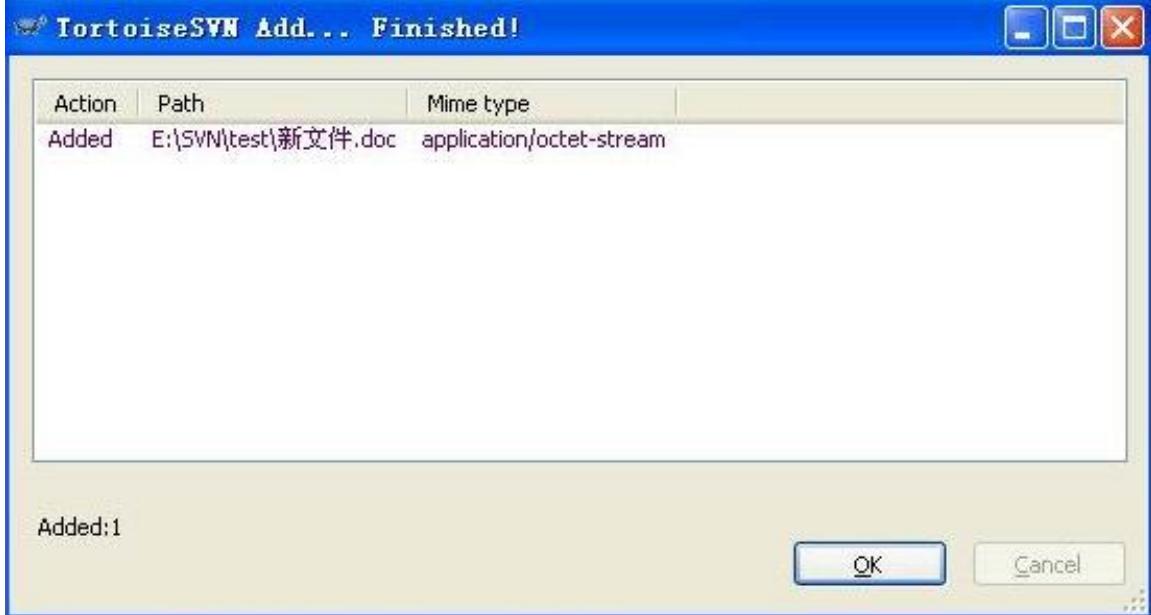 TortoiseSVN Add... Finished!
Action Path Mime type
Added E:\SVN\test\新文件.doc application/octet-stream
Added:1
OK Cancel